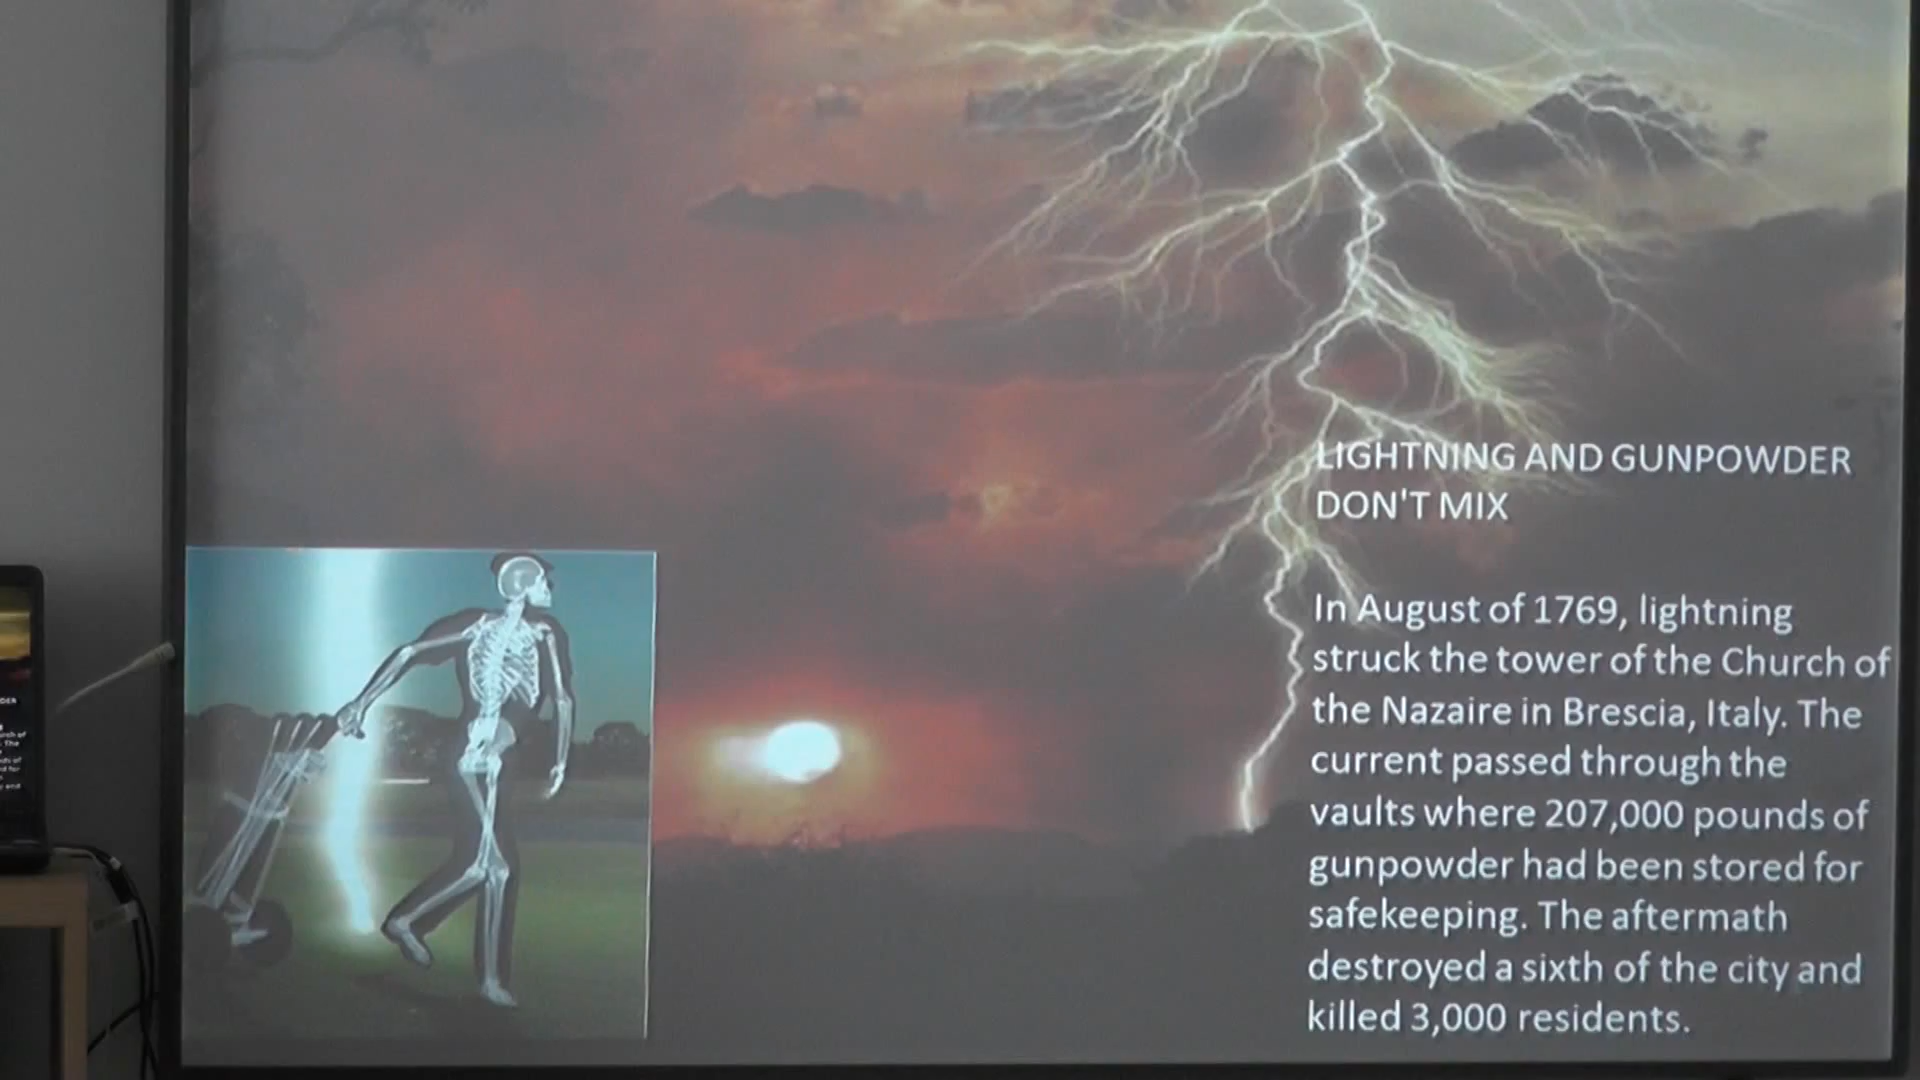 LIGHTNING AND GUNPOWDER
DON'T MIX
In August of 1769, lightning
struck the tower of the Church of
the Nazaire in Brescia, Italy. The
current passed through the
vaults where 207,000 pounds of
gunpowder had been stored for
safekeeping. The aftermath
destroyed a sixth of the city and
killed 3,000 residents.